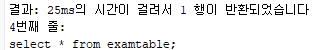 결과: 25ms의 시간이 걸려서 1 행이 반환되었습니다
4번째 줄:
select * from examtable;